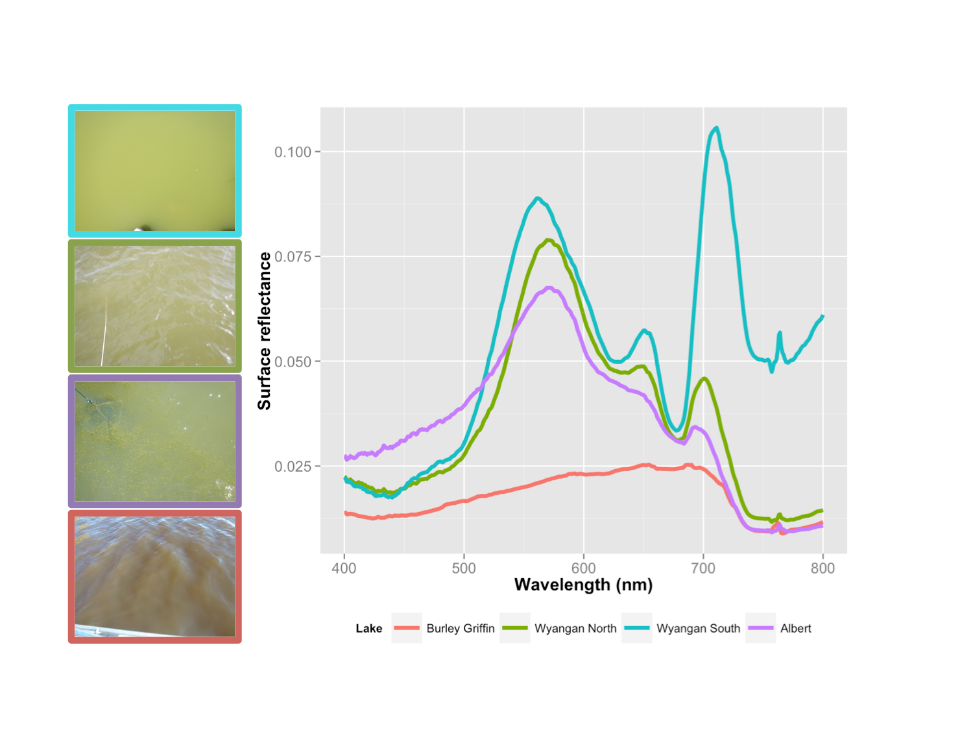 0.100
0.075
0.050
0.025
Surface reflectance
400 500 600 700 800
Wavelength (nm)
Lake Burley Griffin Wyangan North Wyangan South Albert